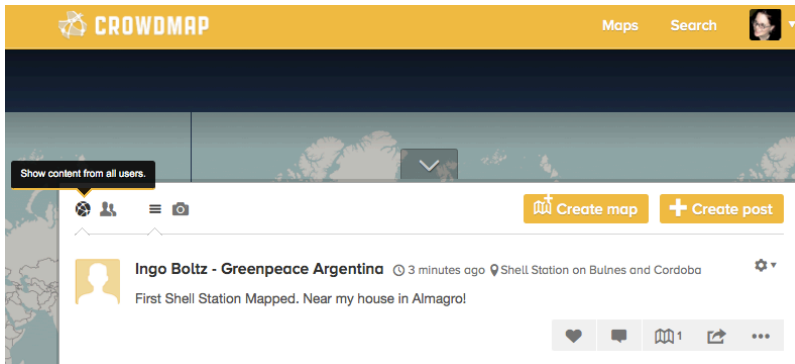 CROWDMAP
Maps Search
Show content from all users.
Create map Create post
Ingo Boltz - Greenpeace Argentina 3 minutes ago Shell Station on Bulnes and Cordoba
First Shell Station Mapped. Near my house in Almagro!
1